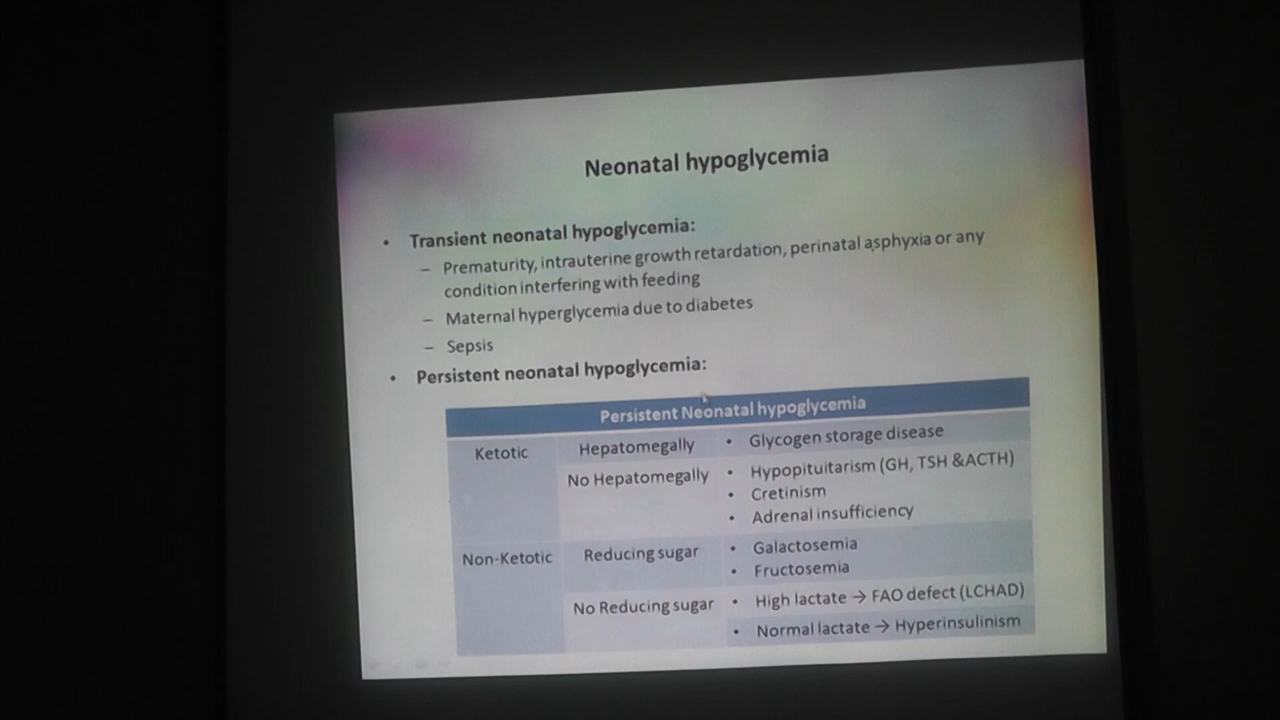 Neonatal hypoglycemia
• Transient neonatal hypoglycemia:
– Prematurity, intrauterine growth retardation, perinatal asphyxia or any
condition interfering with feeding
– Maternal hyperglycemia due to diabetes
– Sepsis
• Persistent neonatal hypoglycemia:
Persistent Neonatal hypoglycemia
Ketotic
Hepatomegally
• Glycogen storage disease
No Hepatomegally
• Hypopituitarism (GH, TSH &ACTH)
• Cretinism
• Adrenal insufficiency
Non-Ketotic
Reducing sugar
• Galactosemia
• Fructosemia
No Reducing sugar
• High lactate → FAO defect (LCHAD)
• Normal lactate → Hyperinsulinism